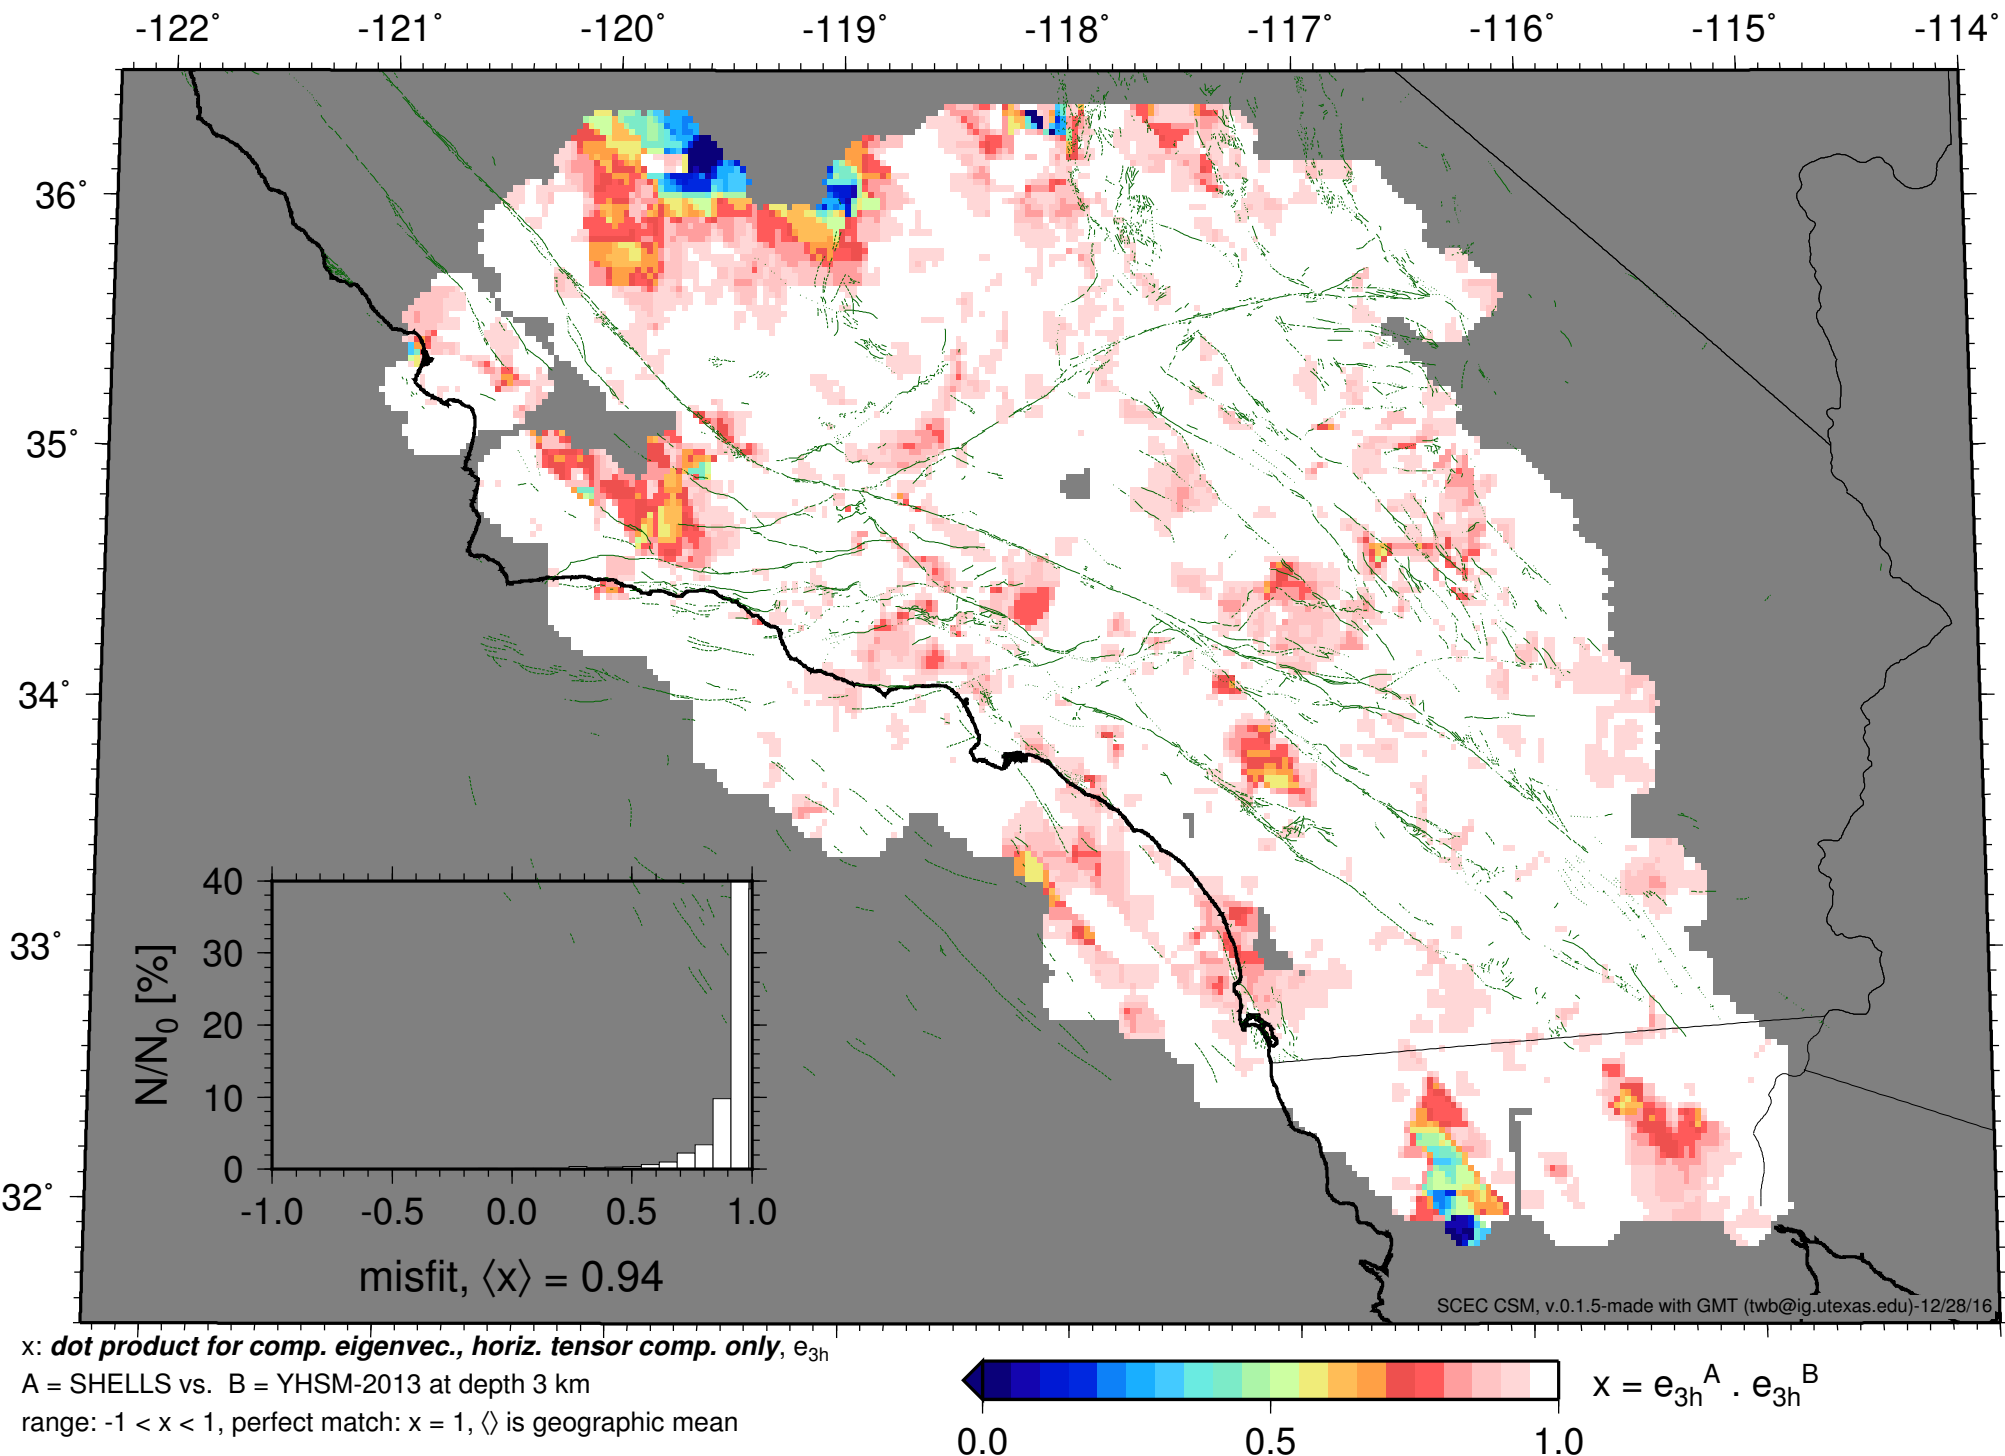 -122° -121° -120° -119° -118° -117° -116° -115° -114°
36°
35°
34°
33°
32°
40
30
20
10
0
N/N0 [%]
-1.0 -0.5 0.0 0.5 1.0
misfit, ⟨x⟩ = 0.94
SCEC CSM, v.0.1.5-made with GMT (twb@ig.utexas.edu)-12/28/16
x: dot product for comp. eigenvec., horiz. tensor comp. only, e3h
A = SHELLS vs. B = YHSM-2013 at depth 3 km
range: -1 < x < 1, perfect match: x = 1, ⟨⟩ is geographic mean
x = e3hA . e3hB
0.0 0.5 1.0